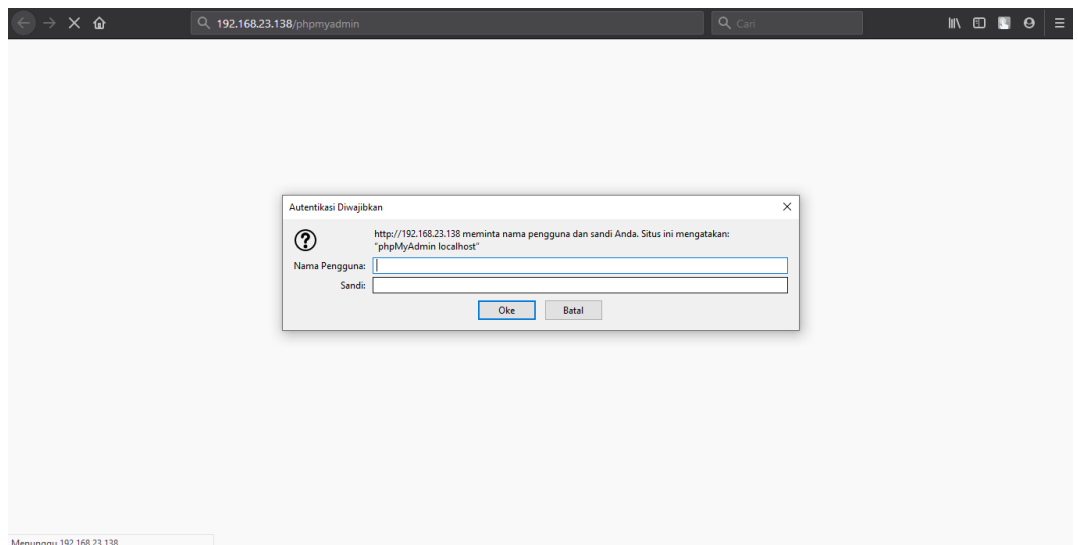 192.168.23.138/phpmyadmin
Cari
Autentikasi Diwajibkan
http://192.168.23.138 meminta nama pengguna dan sandi Anda. Situs ini mengatakan:
"phpMyAdmin localhost"
Nama Pengguna:
Sandi:
Oke
Batal
Menunggu 192.168.23.138